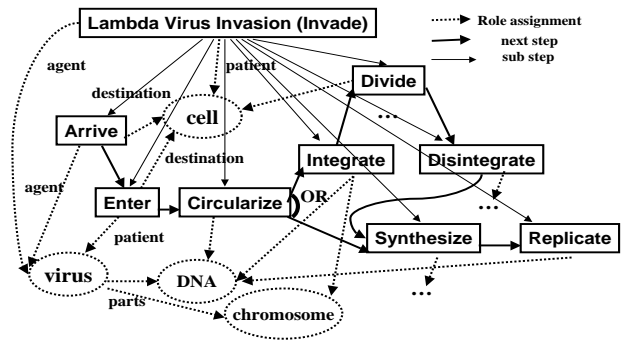 Lambda Virus Invasion (Invade)
Role assignment
next step
sub step
agent
patient
Divide
destination
cell
...
Arrive
destination
Integrate
Disintegrate
agent
Enter
Circularize
OR
...
patient
Synthesize
Replicate
virus
DNA
...
parts
chromosome